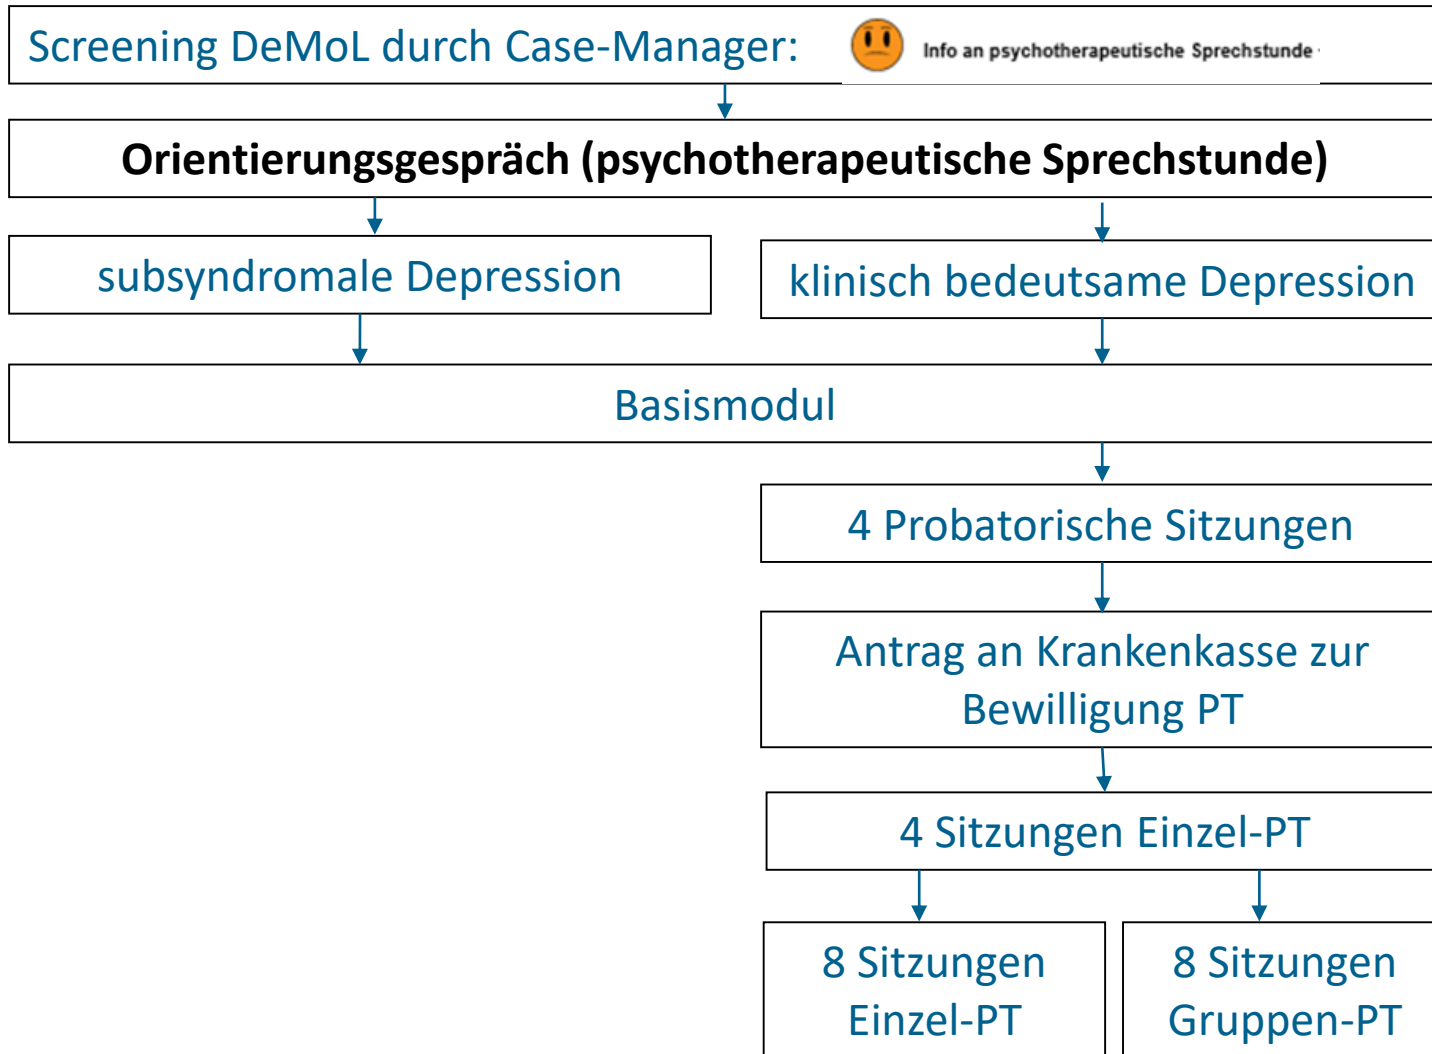 Screening DeMoL durch Case-Manager:
Info an psychotherapeutische Sprechstunde
Orientierungsgespräch (psychotherapeutische Sprechstunde)
subsyndromale Depression
klinisch bedeutsame Depression
Basismodul
4 Probatorische Sitzungen
Antrag an Krankenkasse zur
Bewilligung PT
4 Sitzungen Einzel-PT
8 Sitzungen
Einzel-PT
8 Sitzungen
Gruppen-PT